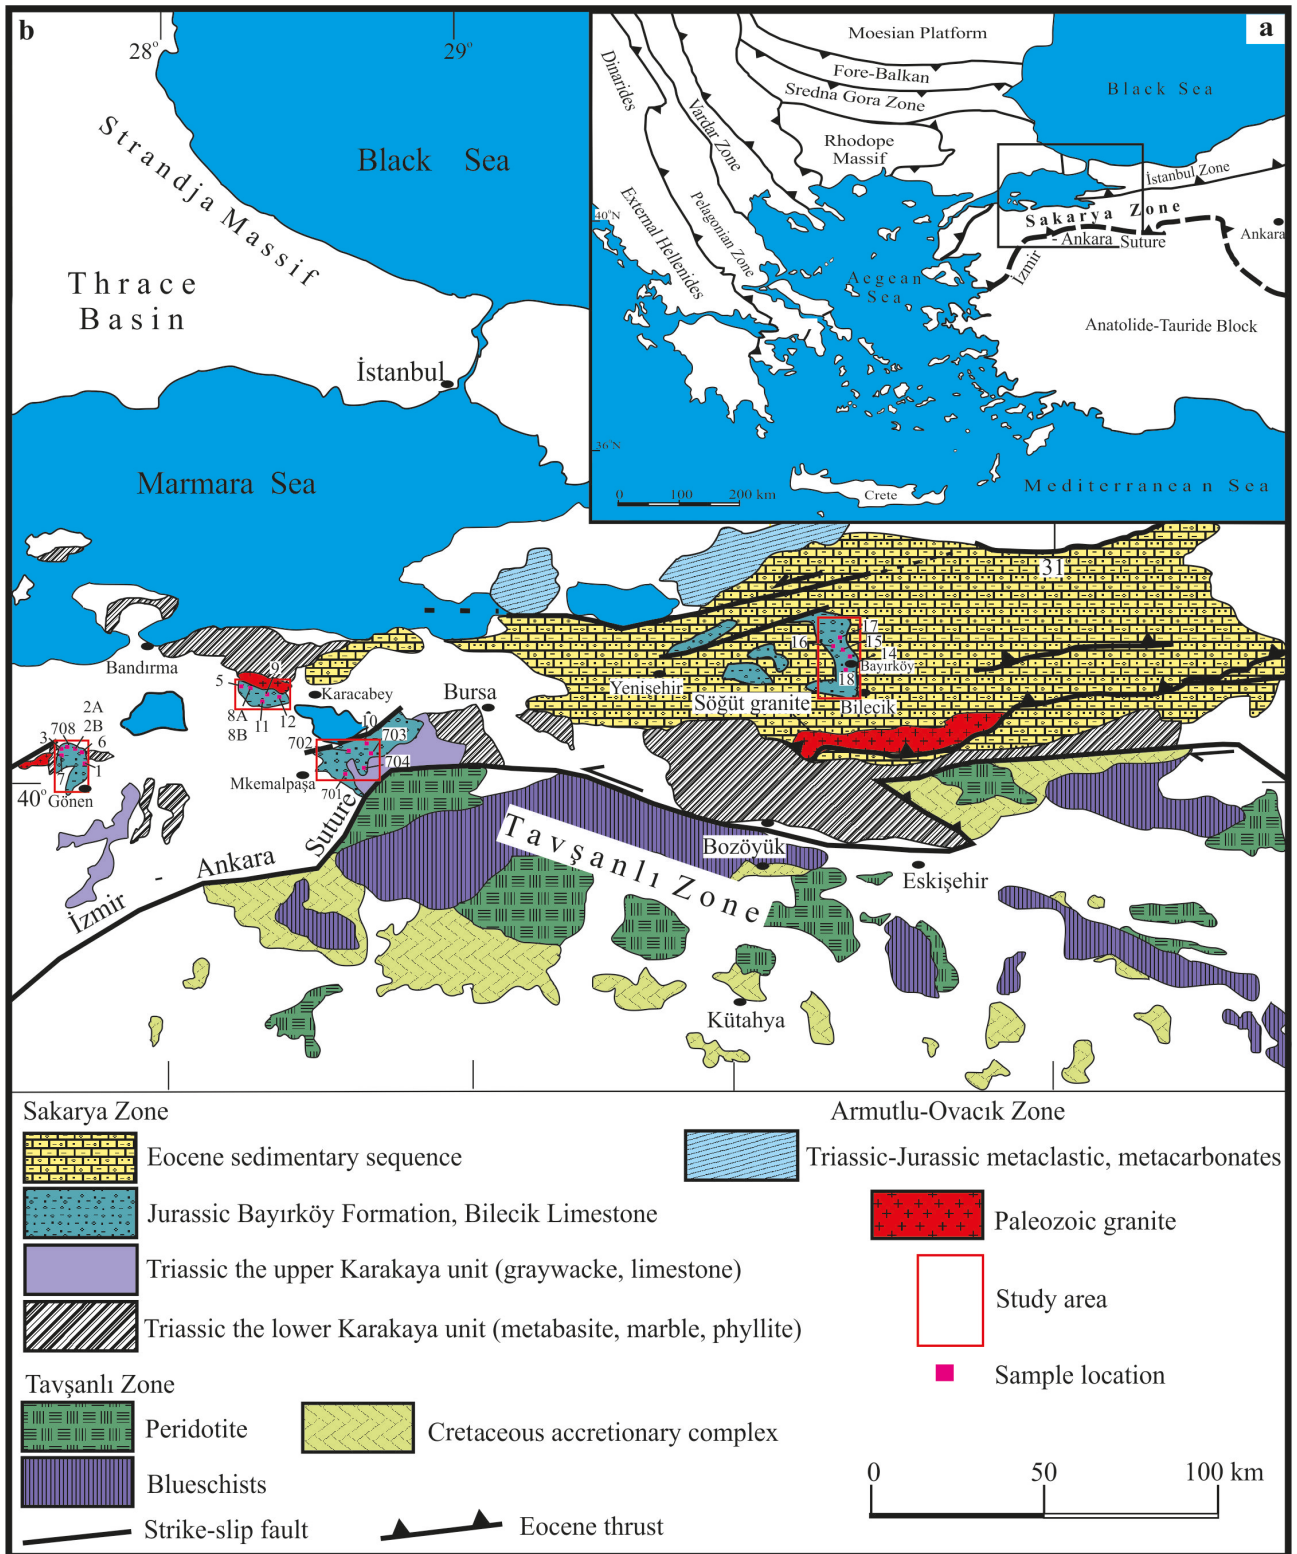 b
28°
29°
Strandja Massif
Black Sea
Thrace
Basin
İstanbul
Marmara Sea
a
Moesian Platform
Fore-Balkan
Sredna Gora Zone
Black Sea
Dinarides
Vardar Zone
Rhodope
Massif
İstanbul Zone
External Hellenides
Pelagonian Zone
40°N
Sakarya Zone
Ankara
- Ankara Suture
İzmir
Aegean
Sea
Anatolide-Tauride Block
36°N
Mediterranean Sea
0 100 200 km
Crete
31°
17
16
15
14
Bayırköy
18
Bilecik
Yenişehir
Söğüt granite
Bandırma
9
5
Karacabey
8A
2A
12
11
8B
Bursa
10
703
702
704
Mkemalpaşa
701
2A
708
2B
3
6
7
1
Gönen
40°
İzmir - Ankara Suture
Tavşanlı Zone
Bozöyük
Eskişehir
Kütahya
Sakarya Zone
Eocene sedimentary sequence
Jurassic Bayırköy Formation, Bilecik Limestone
Triassic the upper Karakaya unit (graywacke, limestone)
Triassic the lower Karakaya unit (metabasite, marble, phyllite)
Tavşanlı Zone
Peridotite
Cretaceous accretionary complex
Blueschists
Strike-slip fault
Eocene thrust
Armutlu-Ovacık Zone
Triassic-Jurassic metaclastic, metacarbonates
Paleozoic granite
Study area
Sample location
0 50 100 km